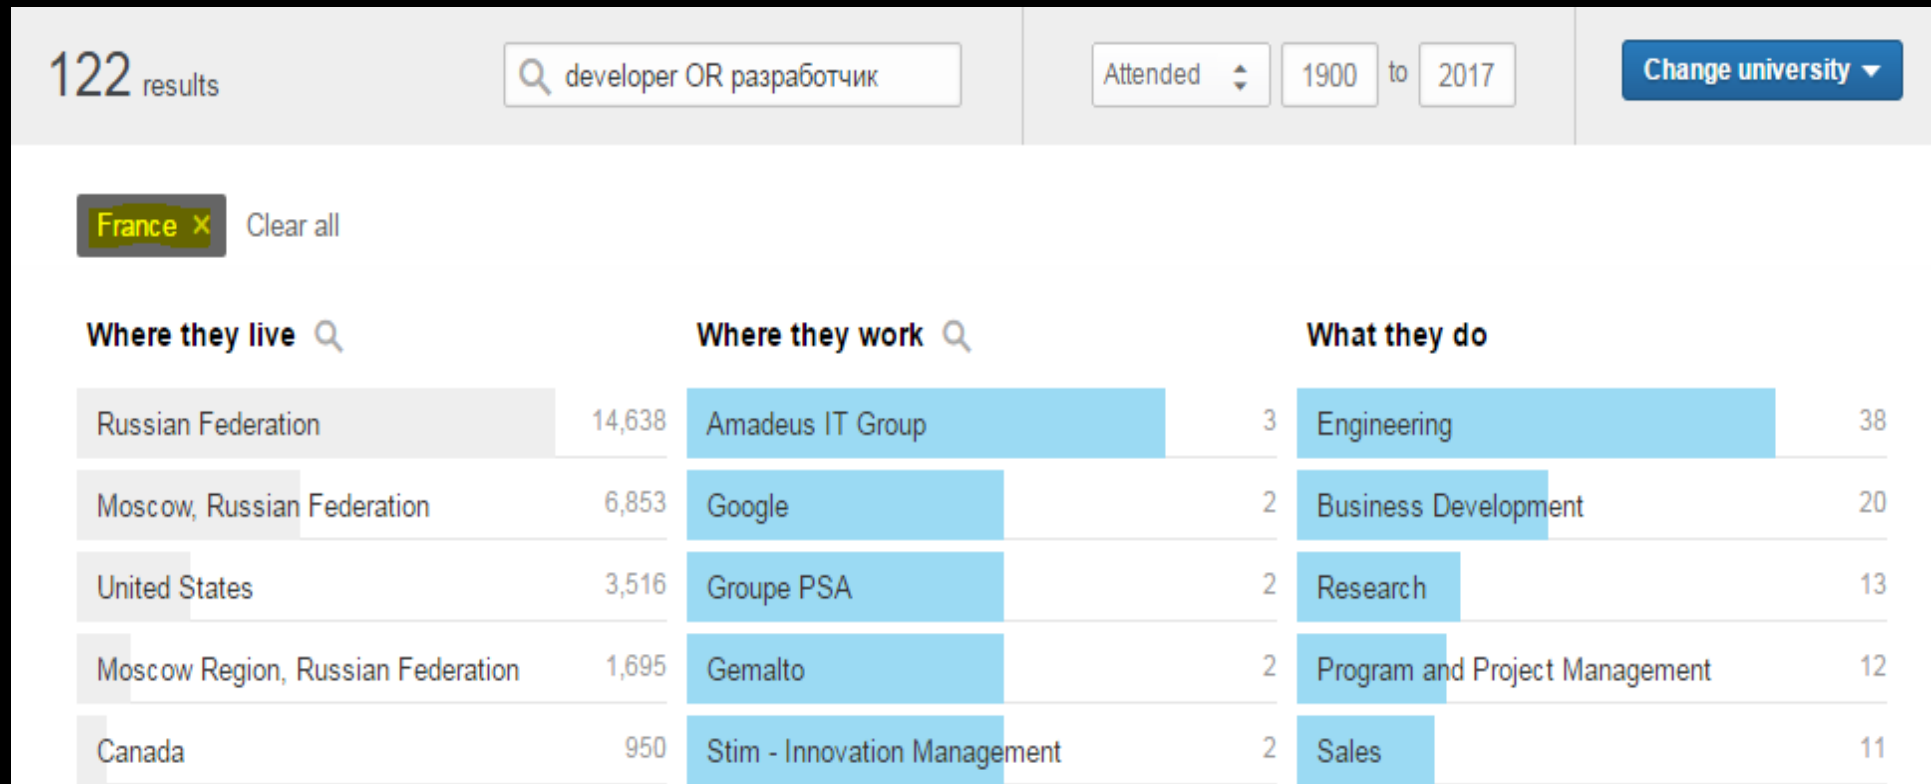 122 results
developer OR разработчик
Attended
1900 to 2017
Change university
France ×
Clear all
Where they live
Russian Federation 14,638
Moscow, Russian Federation 6,853
United States 3,516
Moscow Region, Russian Federation 1,695
Canada 950
Where they work
Amadeus IT Group 3
Google 2
Groupe PSA 2
Gemalto 2
Stim - Innovation Management 2
What they do
Engineering 38
Business Development 20
Research 13
Program and Project Management 12
Sales 11